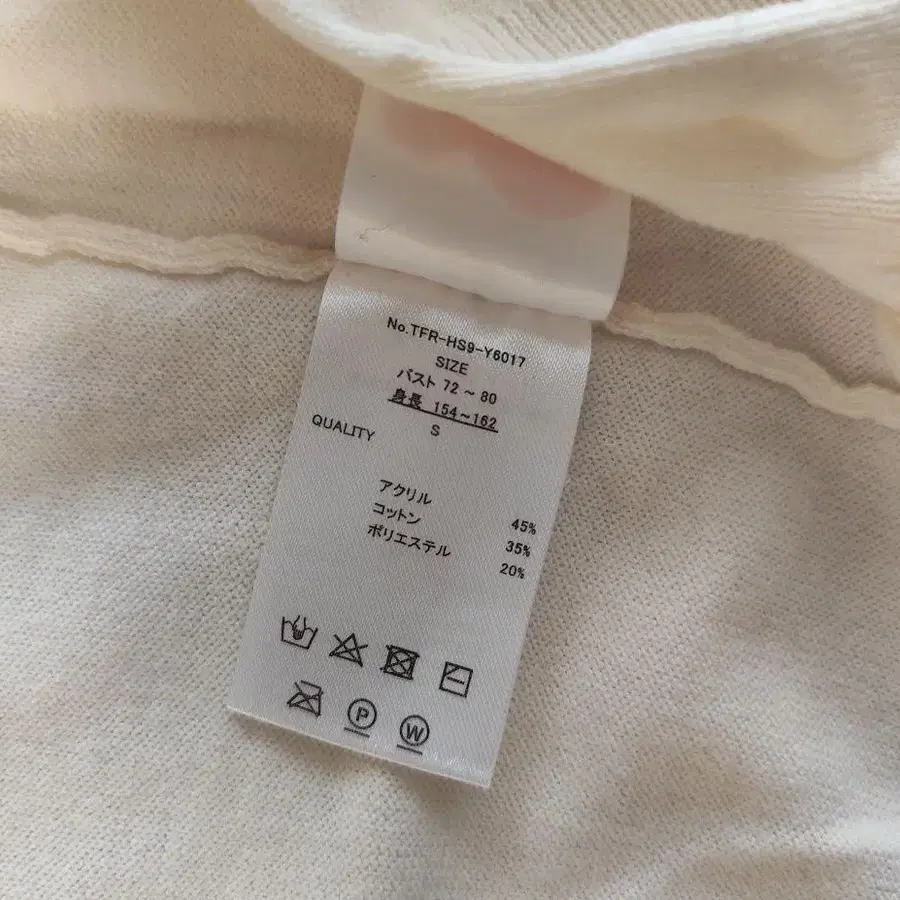 No.TFR-HS9-Y6017
SIZE
バスト 72 ~ 80
身長 154~162
S
QUALITY
アクリル 45%
コットン 35%
ポリエステル 20%
P
W